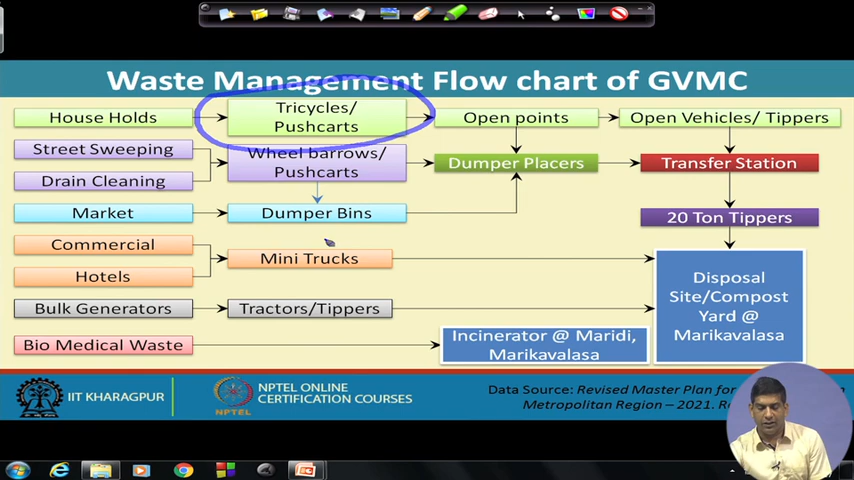 Waste Management Flow chart of GVMC
House Holds
Tricycles/
Pushcarts
Open points
Open Vehicles/ Tippers
Street Sweeping
Drain Cleaning
Wheel barrows/
Pushcarts
Dumper Placers
Transfer Station
Market
Dumper Bins
20 Ton Tippers
Commercial
Hotels
Mini Trucks
Disposal
Site/Compost
Yard @
Marikavalasa
Bulk Generators
Tractors/Tippers
Bio Medical Waste
Incinerator @ Maridi,
Marikavalasa
IIT KHARAGPUR
NPTEL
NPTEL ONLINE
CERTIFICATION COURSES
Data Source: Revised Master Plan for
Metropolitan Region – 2021.